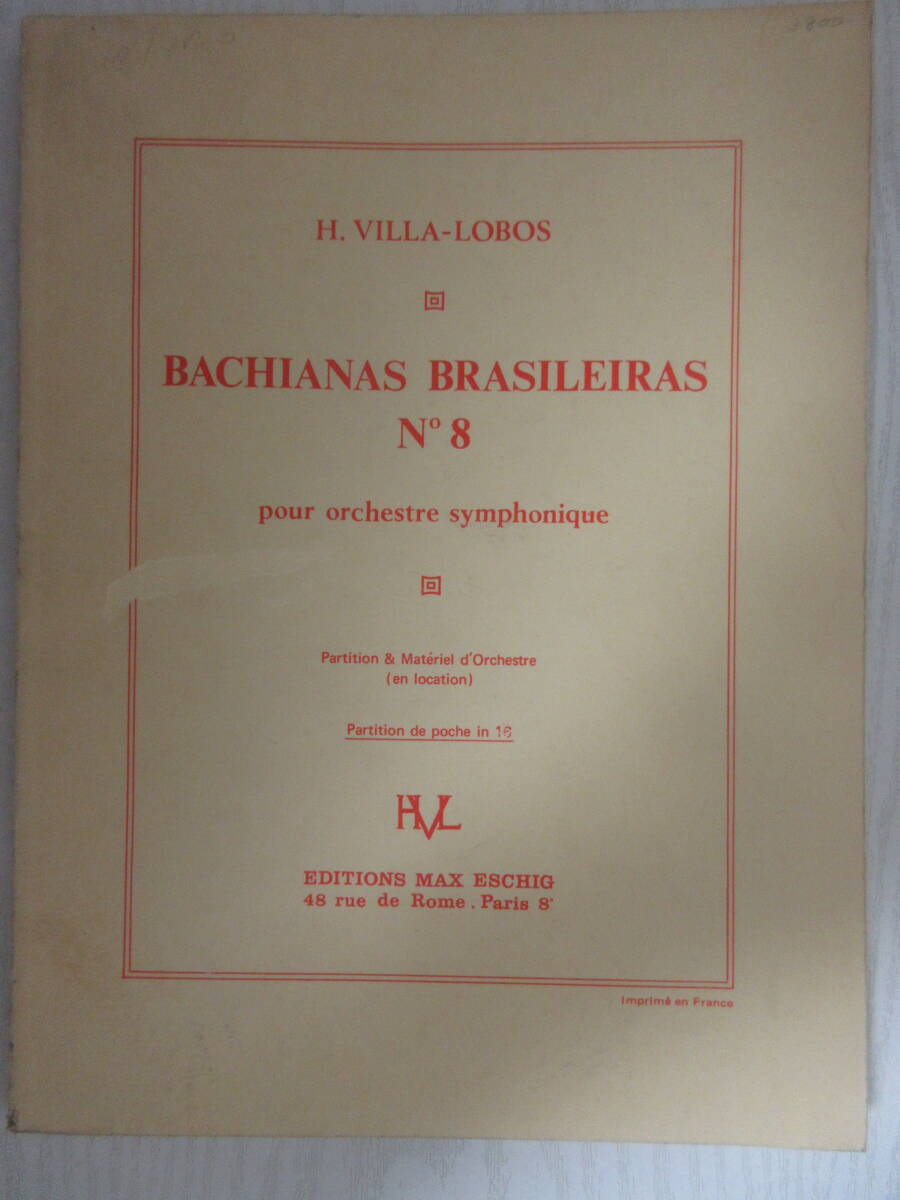 H. VILLA-LOBOS
BACHIANAS BRASILEIRAS
Nº 8
pour orchestre symphonique
Partition & Matériel d'Orchestre
(en location)
Partition de poche in 16
HVL
EDITIONS MAX ESCHIG
48 rue de Rome . Paris 8ᵉ
Imprimé en France